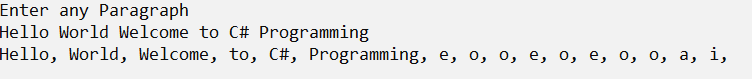 Enter any Paragraph
Hello World Welcome to C# Programming
Hello, World, Welcome, to, C#, Programming, e, o, o, e, o, e, o, o, a, i,